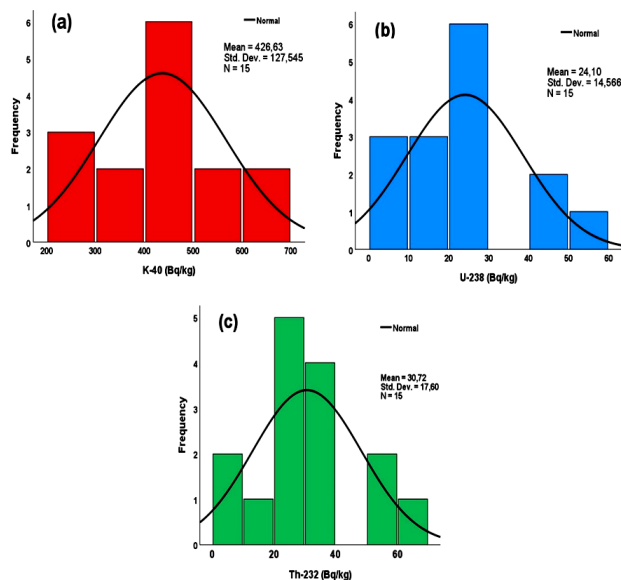 (a)
Normal
Mean = 426,63
Std. Dev. = 127,545
N = 15
6
5
4
3
2
1
0
Frequency
200 300 400 500 600 700
K-40 (Bq/kg)
(b)
Normal
Mean = 24,10
Std. Dev. = 14,566
N = 15
6
5
4
3
2
1
0
Frequency
0 10 20 30 40 50 60
U-238 (Bq/kg)
(c)
Normal
Mean = 30,72
Std. Dev. = 17,60
N = 15
5
4
3
2
1
0
Frequency
0 20 40 60
Th-232 (Bq/kg)